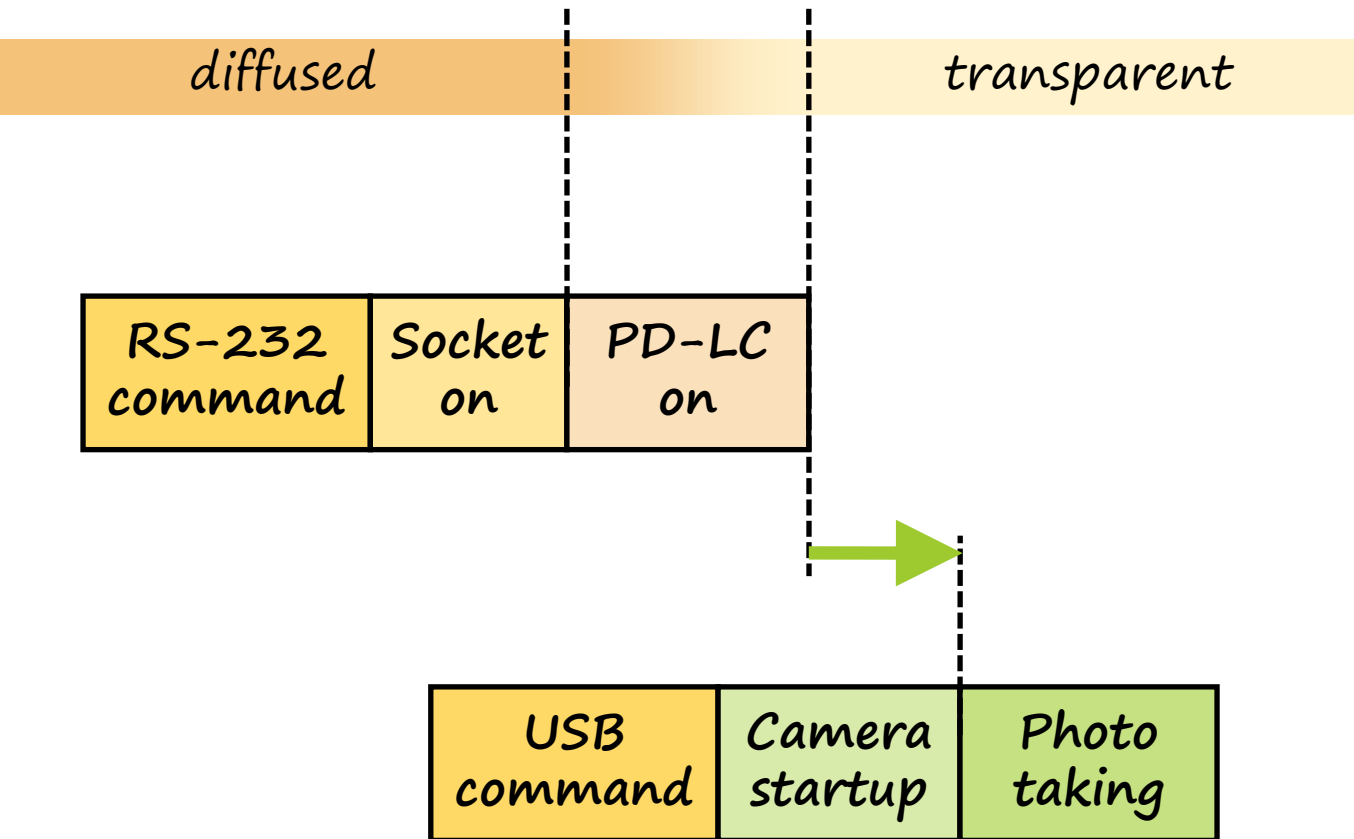 diffused
transparent
RS-232
command
Socket
on
PD-LC
on
USB
command
Camera
startup
Photo
taking